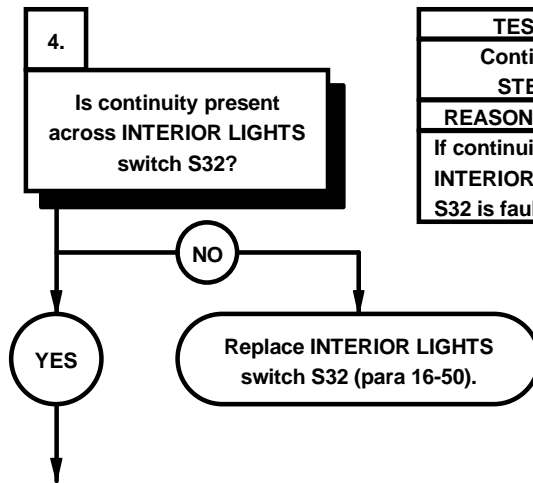 4.
Is continuity present
across INTERIOR LIGHTS
switch S32?
NO
YES
Replace INTERIOR LIGHTS
switch S32 (para 16-50).
TES
Conti
STE
REASON
If continui
INTERIOR
S32 is faul